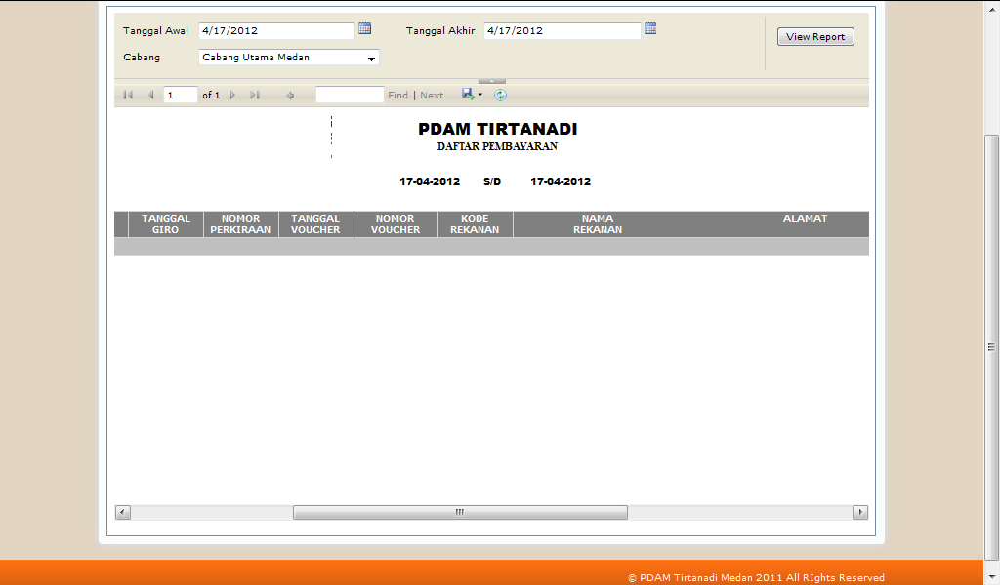 Tanggal Awal 4/17/2012 Tanggal Akhir 4/17/2012 View Report
Cabang Cabang Utama Medan
1 of 1 Find | Next
PDAM TIRTANADI
DAFTAR PEMBAYARAN
17-04-2012 S/D 17-04-2012
TANGGAL NOMOR TANGGAL NOMOR KODE NAMA ALAMAT
GIRO PERKIRAAN VOUCHER VOUCHER REKANAN REKANAN
© PDAM Tirtanadi Medan 2011 All RIghts Reserved